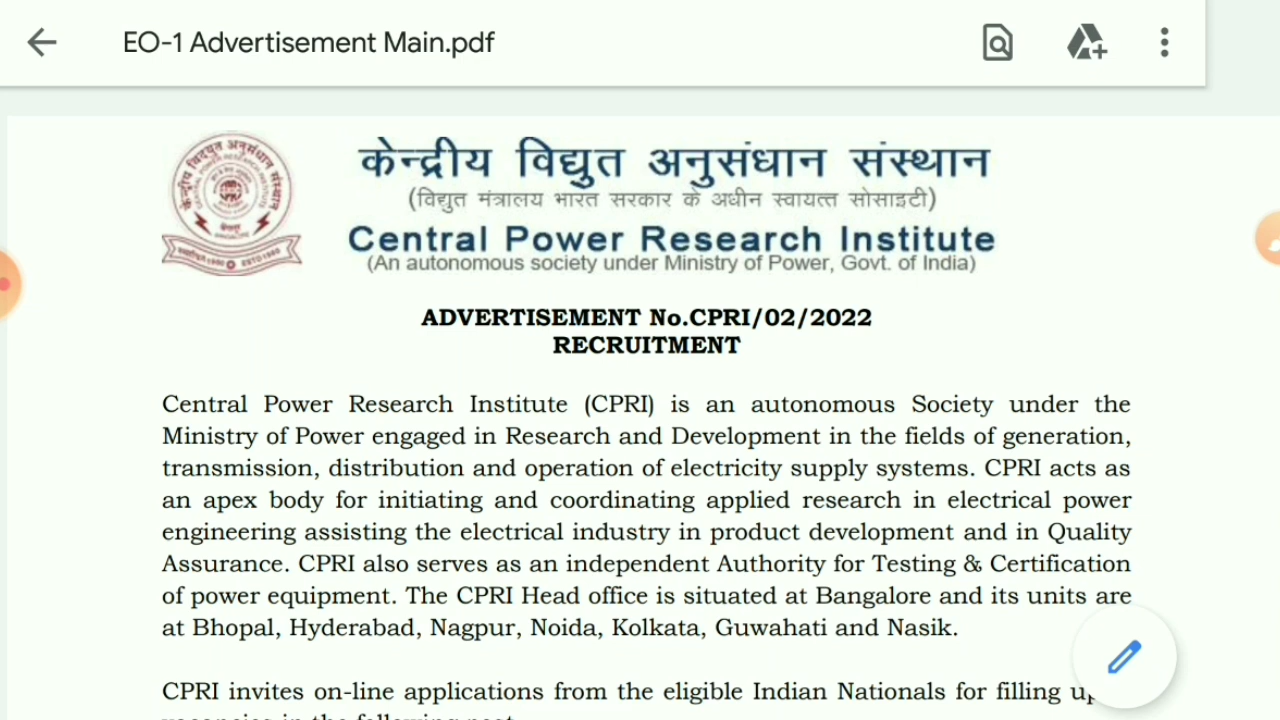 EO-1 Advertisement Main.pdf
केन्द्रीय विद्युत अनुसंधान संस्थान
(विद्युत मंत्रालय भारत सरकार के अधीन स्वायत्त सोसाइटी)
Central Power Research Institute
(An autonomous society under Ministry of Power, Govt. of India)
ADVERTISEMENT No.CPRI/02/2022
RECRUITMENT
Central Power Research Institute (CPRI) is an autonomous Society under the
Ministry of Power engaged in Research and Development in the fields of generation,
transmission, distribution and operation of electricity supply systems. CPRI acts as
an apex body for initiating and coordinating applied research in electrical power
engineering assisting the electrical industry in product development and in Quality
Assurance. CPRI also serves as an independent Authority for Testing & Certification
of power equipment. The CPRI Head office is situated at Bangalore and its units are
at Bhopal, Hyderabad, Nagpur, Noida, Kolkata, Guwahati and Nasik.
CPRI invites on-line applications from the eligible Indian Nationals for filling